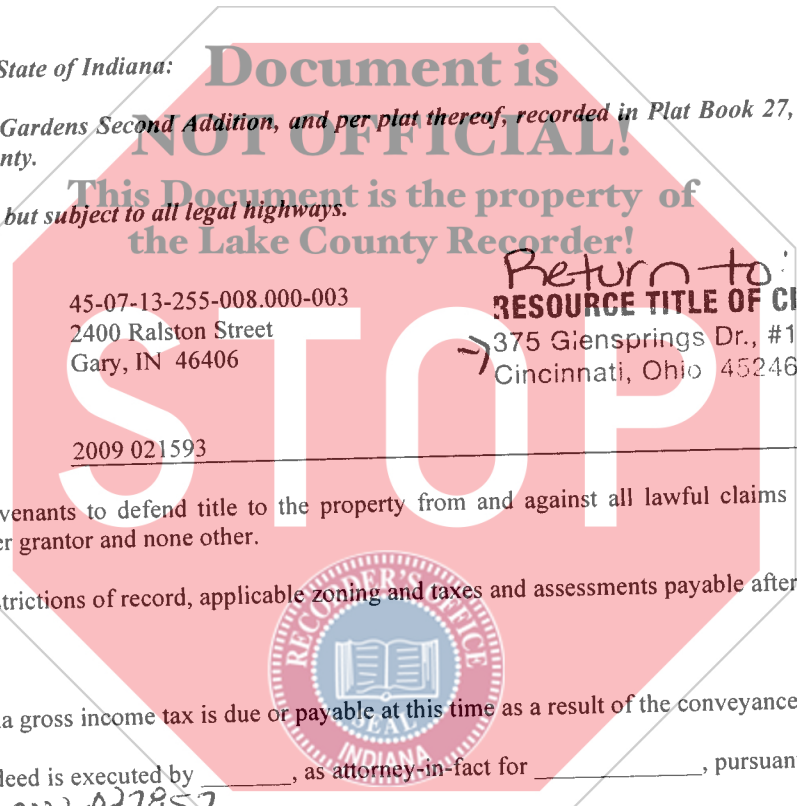 State of Indiana:
Document is
Gardens Second Addition, and per plat thereof, recorded in Plat Book 27,
NOT OFFICIAL!
nty.
This Document is the property of
but subject to all legal highways.
the Lake County Recorder!
Return to:
45-07-13-255-008.000-003
RESOURCE TITLE OF CI
2400 Ralston Street
375 Glensprings Dr., #1
Gary, IN 46406
Cincinnati, Ohio 45246
STOP
2009 021593
venants to defend title to the property from and against all lawful claims
er grantor and none other.
RECORDER'S OFFICE
trictions of record, applicable zoning and taxes and assessments payable after
SEAL
a gross income tax is due or payable at this time as a result of the conveyance
INDIANA
deed is executed by _______, as attorney-in-fact for _____________, pursuant